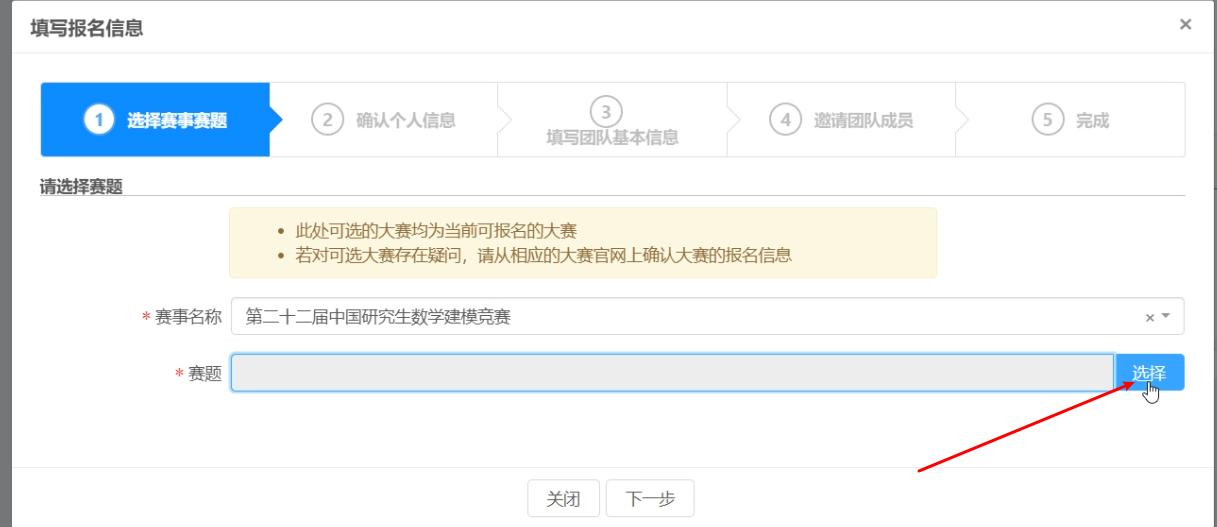 填写报名信息
×
1 选择赛事赛题
2 确认个人信息
3
填写团队基本信息
4 邀请团队成员
5 完成
请选择赛题
• 此处可选的大赛均为当前可报名的大赛
• 若对可选大赛存在疑问，请从相应的大赛官网上确认大赛的报名信息
* 赛事名称 第二十二届中国研究生数学建模竞赛 ×
* 赛题 选择
关闭 下一步